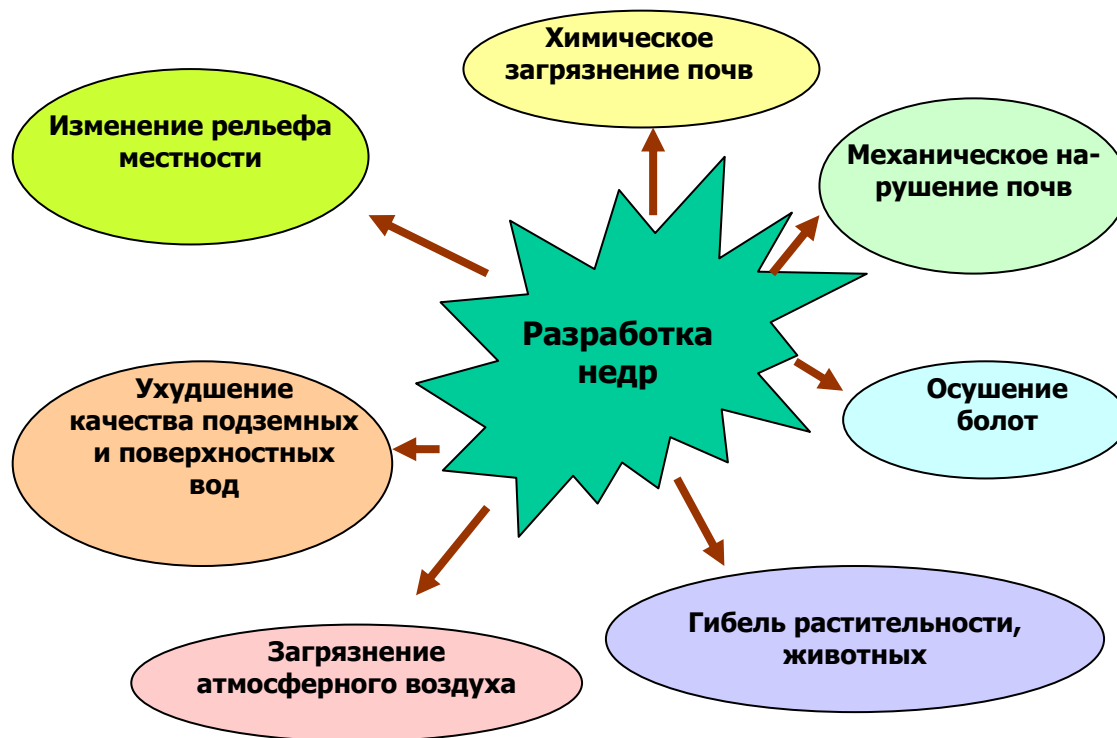 Химическое
загрязнение почв
Изменение рельефа
местности
Механическое на-
рушение почв
Разработка
недр
Ухудшение
качества подземных
и поверхностных
вод
Осушение
болот
Гибель растительности,
животных
Загрязнение
атмосферного воздуха